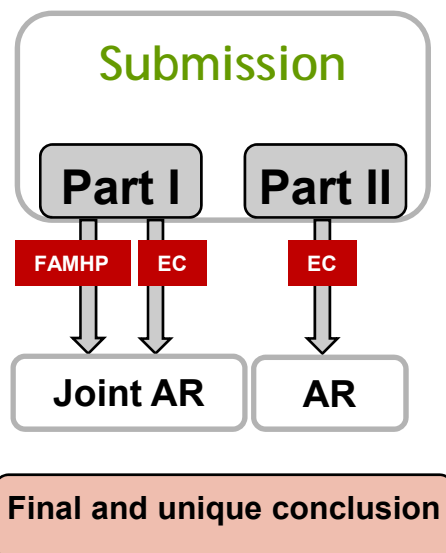 Submission
Part I Part II
FAMHP EC EC
Joint AR AR
Final and unique conclusion